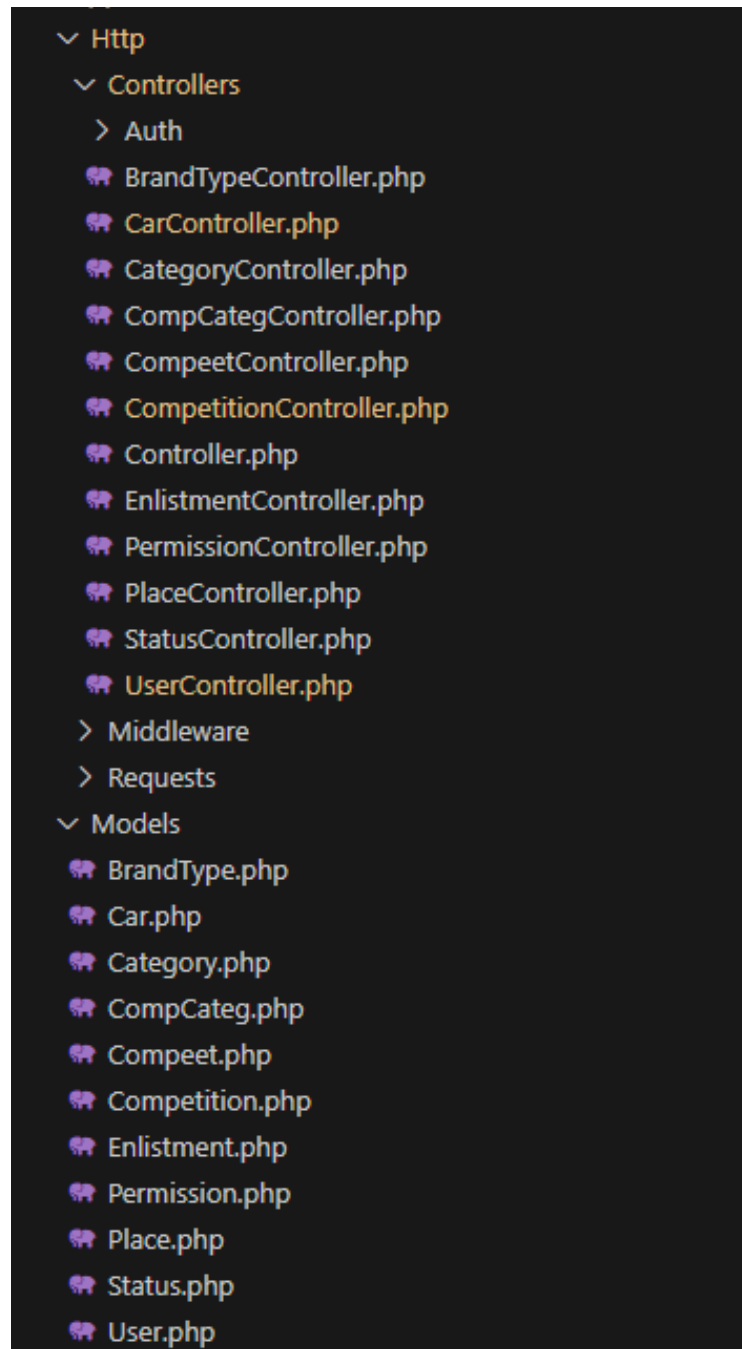 Http
Controllers
Auth
BrandTypeController.php
CarController.php
CategoryController.php
CompCategController.php
CompeetController.php
CompetitionController.php
Controller.php
EnlistmentController.php
PermissionController.php
PlaceController.php
StatusController.php
UserController.php
Middleware
Requests
Models
BrandType.php
Car.php
Category.php
CompCateg.php
Compeet.php
Competition.php
Enlistment.php
Permission.php
Place.php
Status.php
User.php